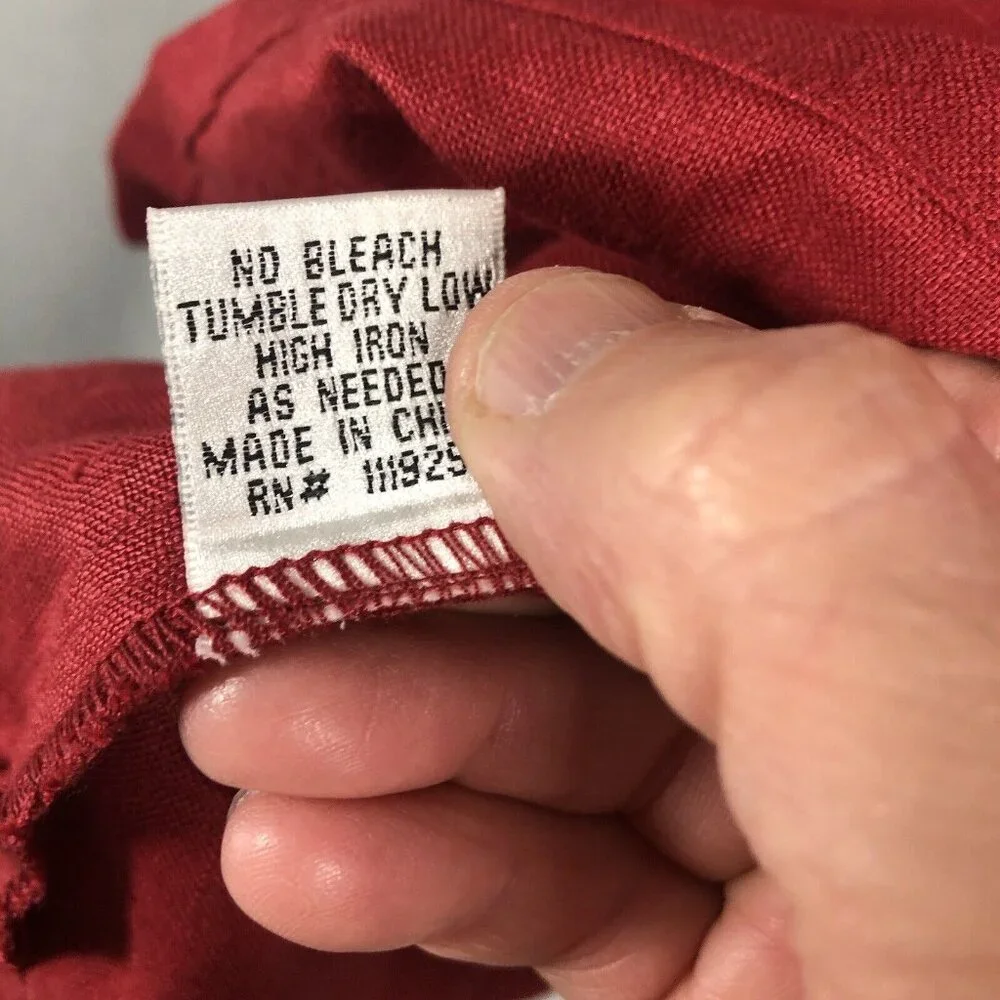 NO BLEACH
TUMBLE DRY LOW
HIGH IRON
AS NEEDED
MADE IN
RN#